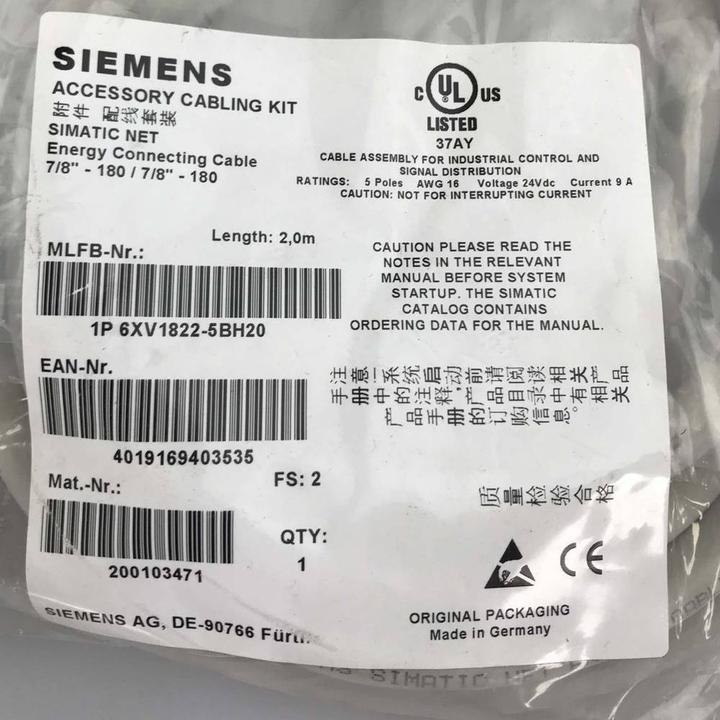 SIEMENS
ACCESSORY CABLING KIT
附件 配线套装
SIMATIC NET
Energy Connecting Cable
7/8" - 180 / 7/8" - 180
Length: 2,0m
MLFB-Nr.:
1P 6XV1822-5BH20
EAN-Nr.
4019169403535
Mat.-Nr.:
FS: 2
200103471
QTY:
1
SIEMENS AG, DE-90766
C UL US
LISTED
37AY
CABLE ASSEMBLY FOR INDUSTRIAL CONTROL AND
SIGNAL DISTRIBUTION
RATINGS: 5 Poles AWG 16 Voltage 24Vdc Current 9 A
CAUTION: NOT FOR INTERRUPTING CURRENT
CAUTION PLEASE READ THE
NOTES IN THE RELEVANT
MANUAL BEFORE SYSTEM
STARTUP. THE SIMATIC
CATALOG CONTAINS
ORDERING DATA FOR THE MANUAL.
注意!系统启动前请阅读相关产品
手册中的注释,产品目录中有相关
产品手册的订购信息。
质量检验合格
CE
ORIGINAL PACKAGING
Made in Germany
SIMATIC